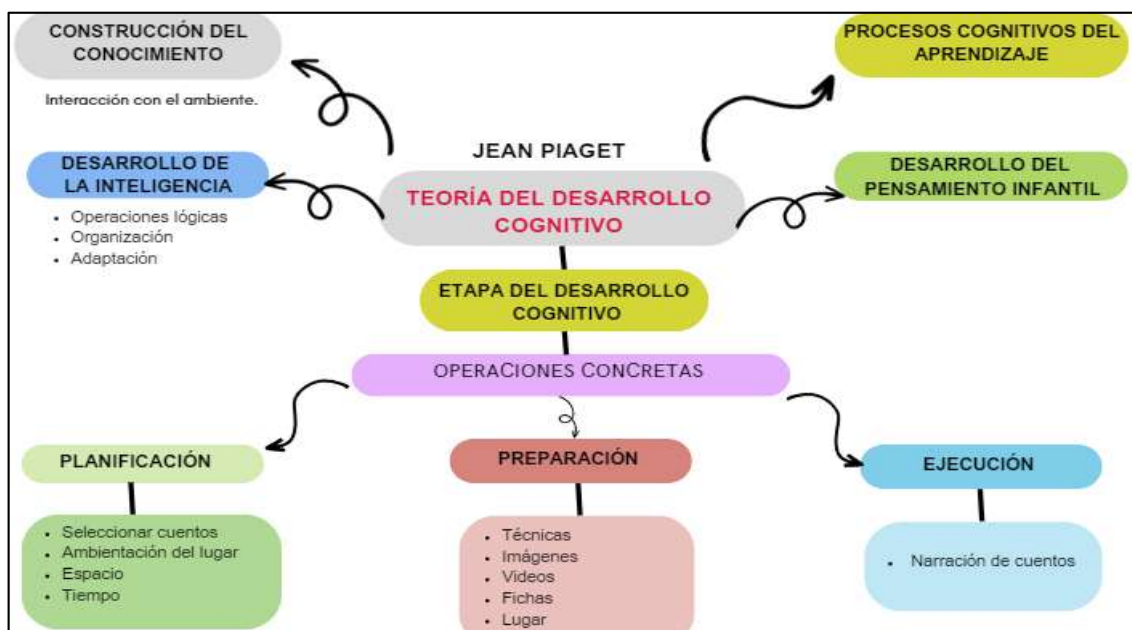 CONSTRUCCIÓN DEL
CONOCIMIENTO
Interacción con el ambiente.
PROCESOS COGNITIVOS DEL
APRENDIZAJE
DESARROLLO DE
LA INTELIGENCIA
• Operaciones lógicas
• Organización
• Adaptación
JEAN PIAGET
TEORÍA DEL DESARROLLO
COGNITIVO
DESARROLLO DEL
PENSAMIENTO INFANTIL
ETAPA DEL DESARROLLO
COGNITIVO
OPERACIONES CONCRETAS
PLANIFICACIÓN
• Seleccionar cuentos
• Ambientación del lugar
• Espacio
• Tiempo
PREPARACIÓN
• Técnicas
• Imágenes
• Videos
• Fichas
• Lugar
EJECUCIÓN
• Narración de cuentos